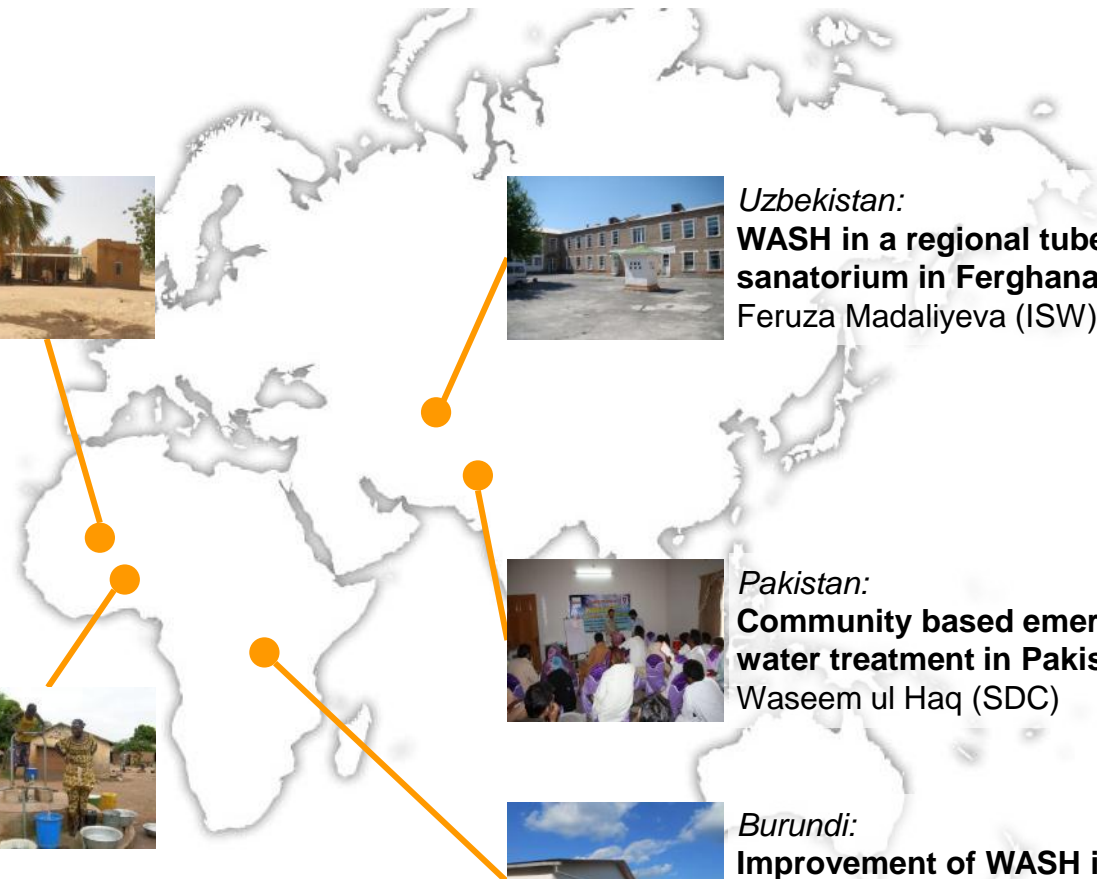 Uzbekistan:
WASH in a regional tube
sanatorium in Ferghana
Feruza Madaliyeva (ISW)
Pakistan:
Community based emer
water treatment in Pakis
Waseem ul Haq (SDC)
Burundi:
Improvement of WASH i